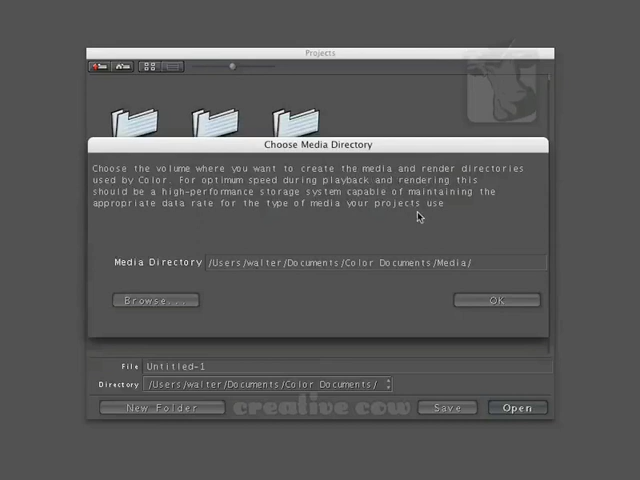 Projects
Choose Media Directory
Choose the volume where you want to create the media and render directories
used by Color. For optimum speed during playback and rendering this
should be a high-performance storage system capable of maintaining the
appropriate data rate for the type of media your projects use
Media Directory /Users/walter/Documents/Color Documents/Media/
Browse... OK
File Untitled-1
Directory /Users/walter/Documents/Color Documents/
New Folder creative cow Save Open